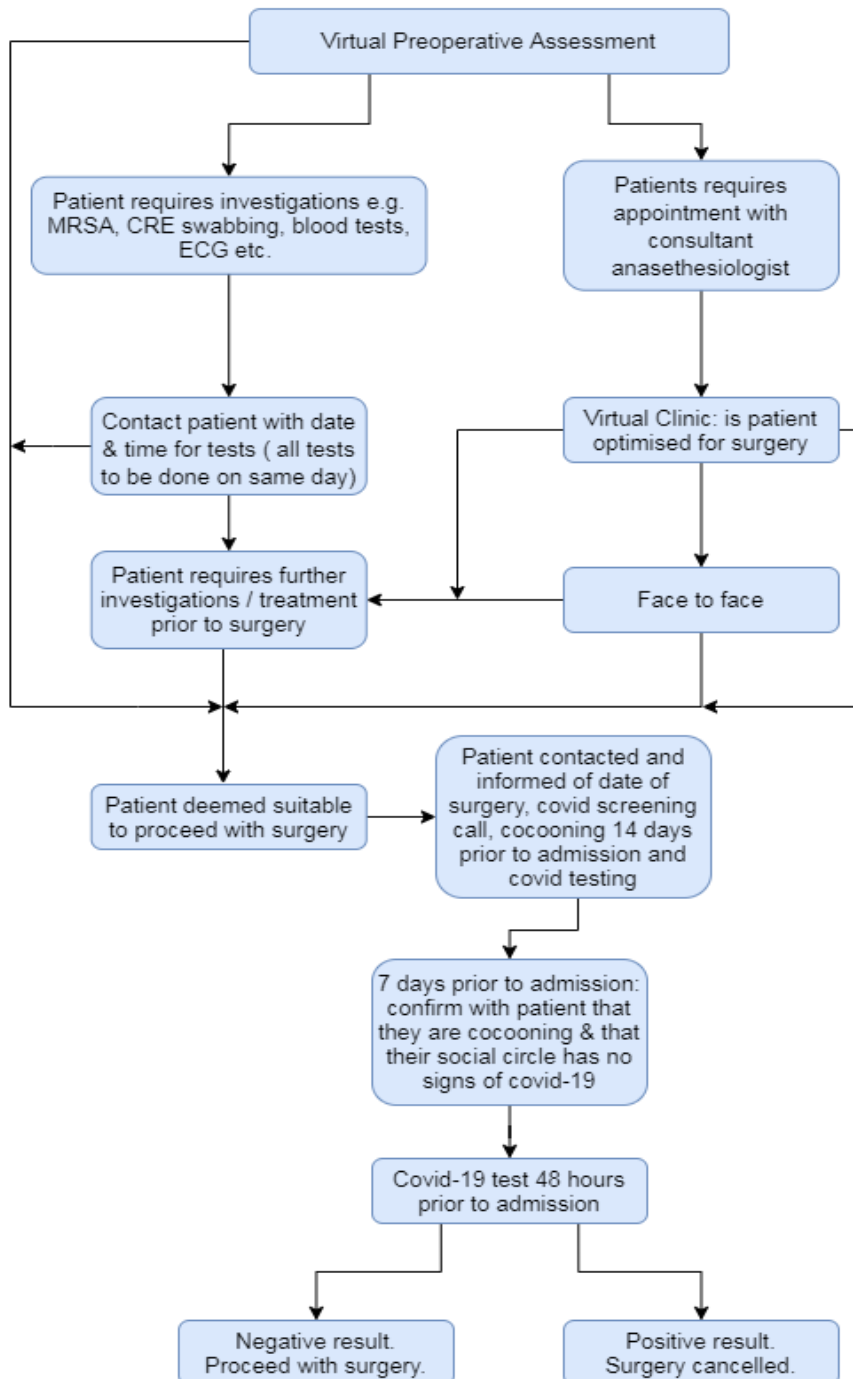 Virtual Preoperative Assessment
Patient requires investigations e.g.
MRSA, CRE swabbing, blood tests,
ECG etc.
Patients requires
appointment with
consultant
anasethesiologist
Contact patient with date
& time for tests ( all tests
to be done on same day)
Virtual Clinic: is patient
optimised for surgery
Patient requires further
investigations / treatment
prior to surgery
Face to face
Patient deemed suitable
to proceed with surgery
Patient contacted and
informed of date of
surgery, covid screening
call, cocooning 14 days
prior to admission and
covid testing
7 days prior to admission:
confirm with patient that
they are cocooning & that
their social circle has no
signs of covid-19
Covid-19 test 48 hours
prior to admission
Negative result.
Proceed with surgery.
Positive result.
Surgery cancelled.